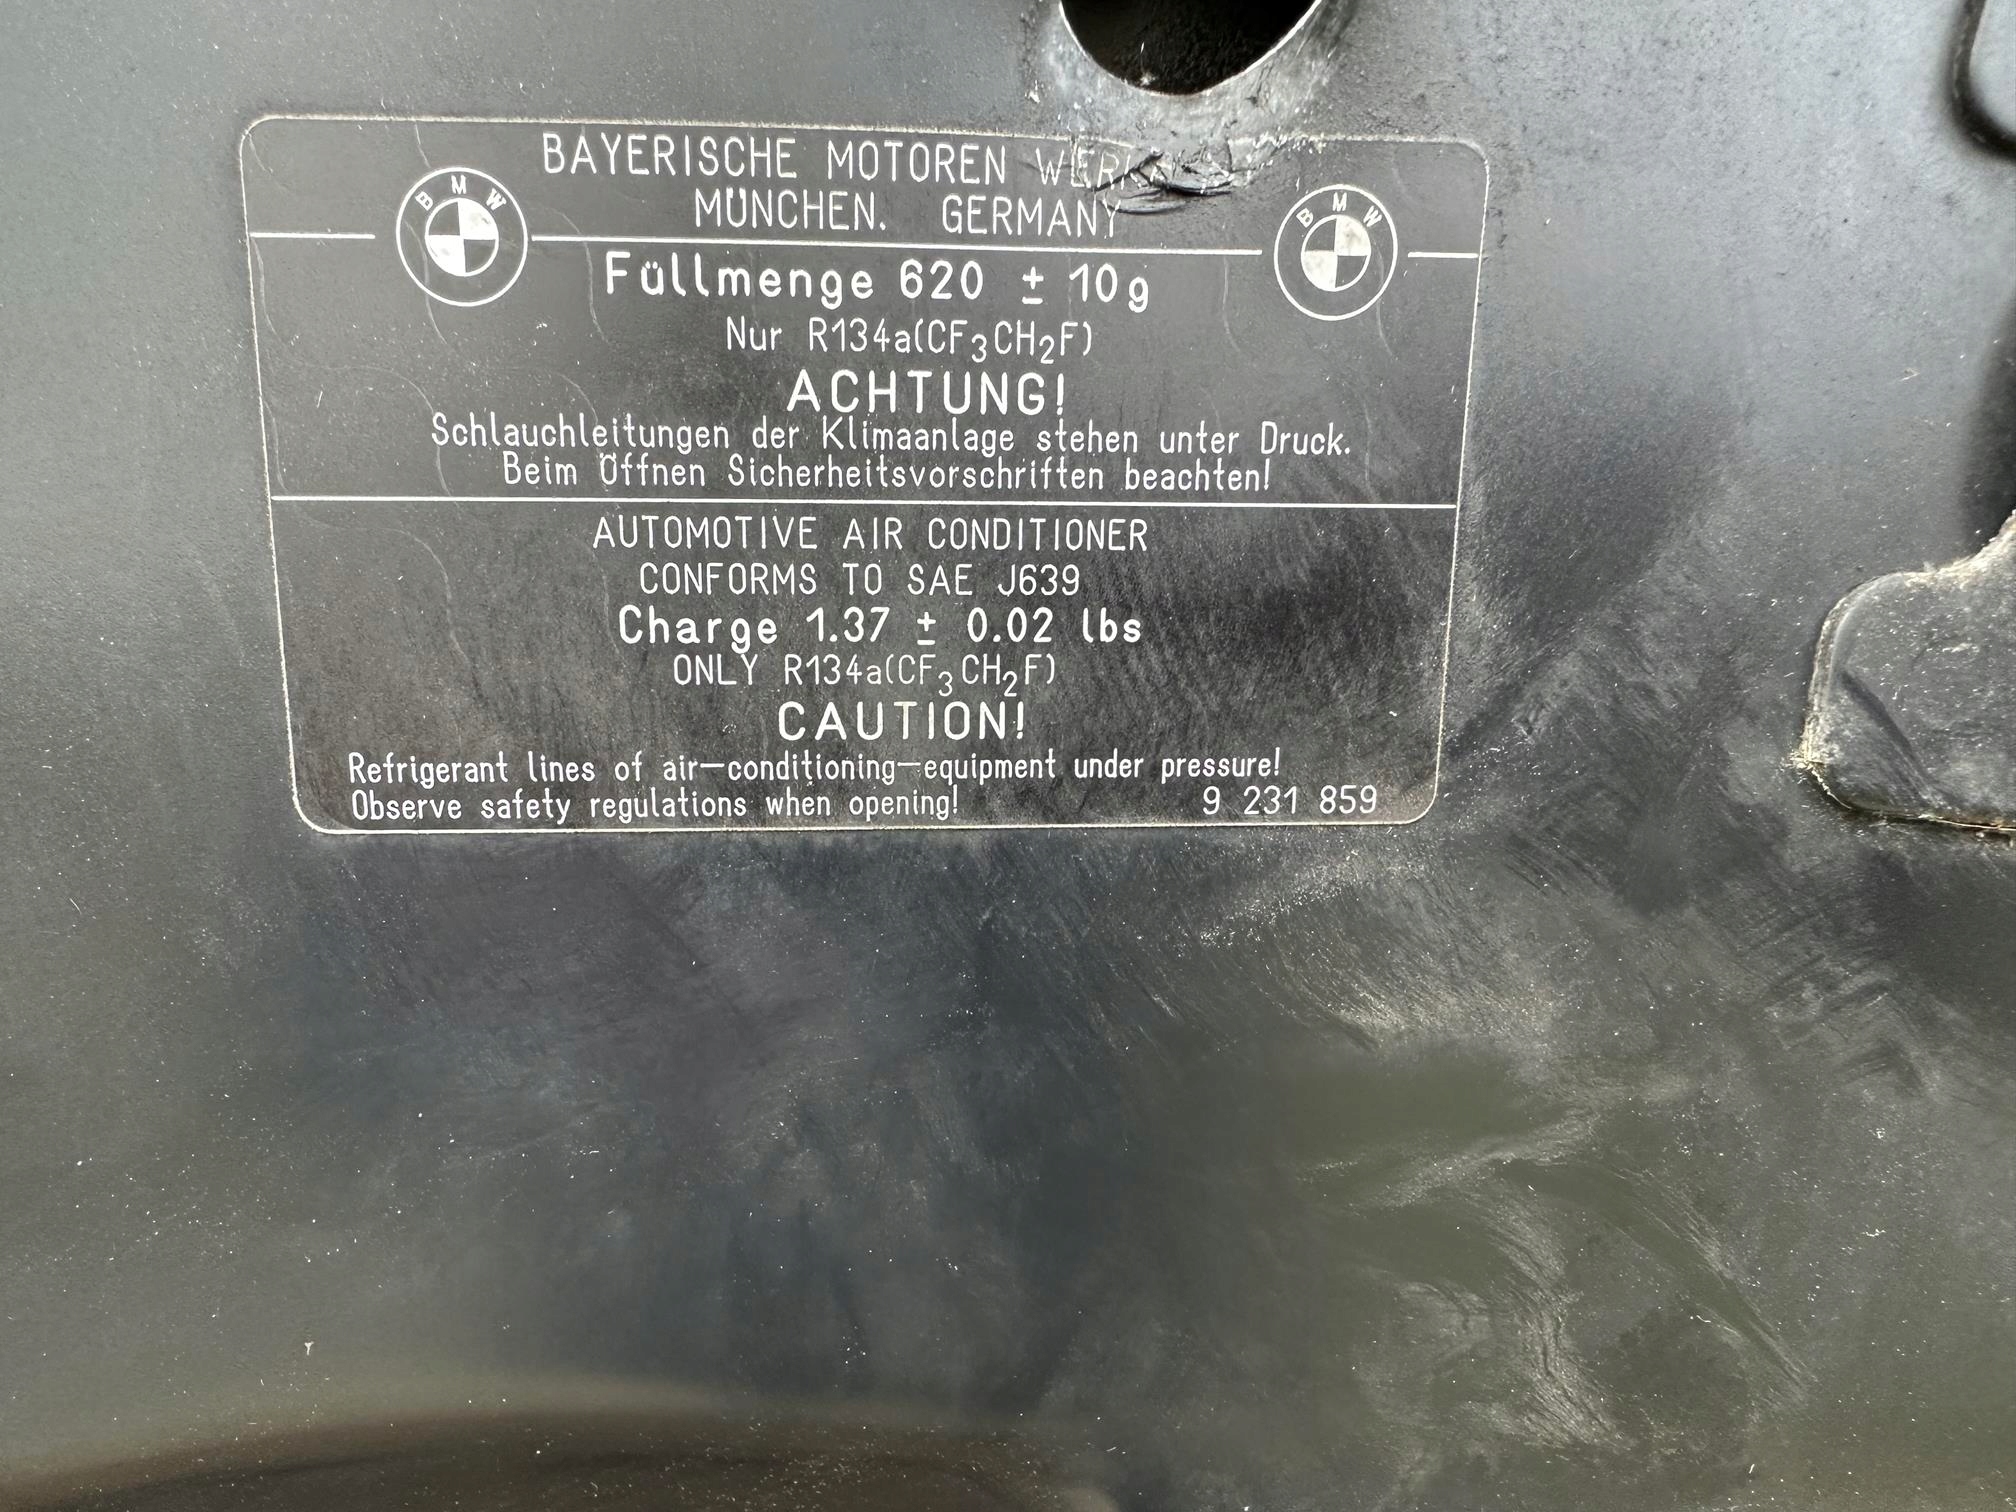 BAYERISCHE MOTOREN
MÜNCHEN. GERMANY
BMW
BMW
Füllmenge 620 ± 10g
Nur R134a(CF₃CH₂F)
ACHTUNG!
Schlauchleitungen der Klimaanlage stehen unter Druck.
Beim Öffnen Sicherheitsvorschriften beachten!
AUTOMOTIVE AIR CONDITIONER
CONFORMS TO SAE J639
Charge 1.37 ± 0.02 lbs
ONLY R134a(CF₃CH₂F)
CAUTION!
Refrigerant lines of air—conditioning—equipment under pressure!
Observe safety regulations when opening! 9 231 859